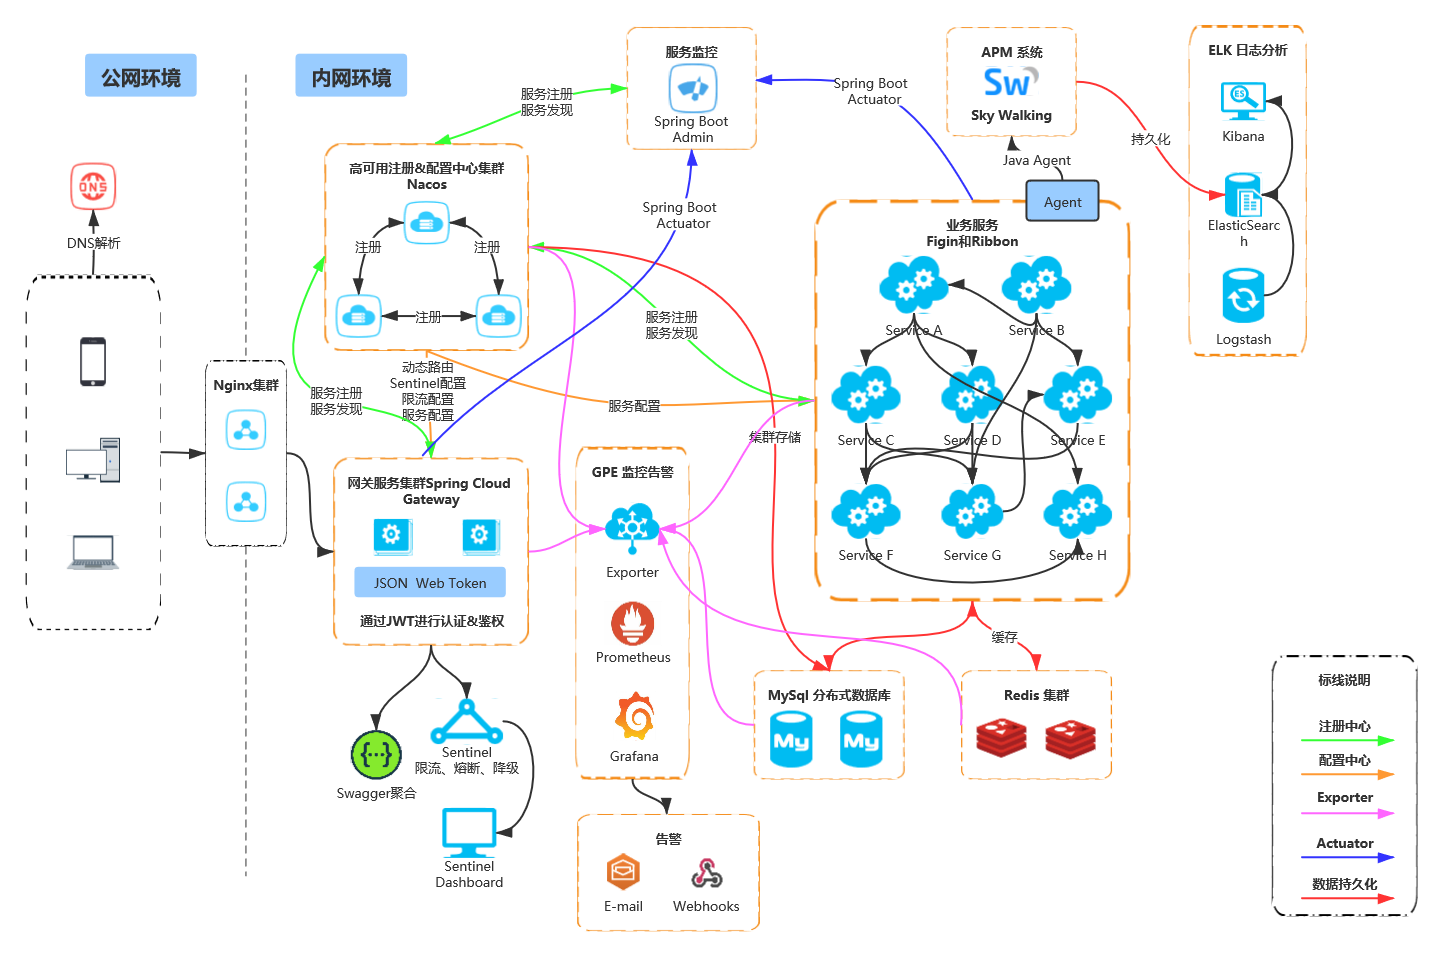 公网环境
内网环境
DNS
DNS解析
Nginx集群
服务注册
服务发现
高可用注册&配置中心集群
Nacos
注册
注册
注册
服务注册
服务发现
动态路由
Sentinel配置
限流配置
服务配置
服务配置
网关服务集群Spring Cloud
Gateway
JSON Web Token
通过JWT进行认证&鉴权
Swagger聚合
Sentinel
限流、熔断、降级
Sentinel
Dashboard
服务监控
Spring Boot
Admin
Spring Boot
Actuator
Spring Boot
Actuator
服务注册
服务发现
集群存储
GPE 监控告警
Exporter
Prometheus
Grafana
告警
E-mail
Webhooks
APM 系统
Sw
Sky Walking
Java Agent
Agent
持久化
业务服务
Figin和Ribbon
Service A
Service B
Service C
Service D
Service E
Service F
Service G
Service H
缓存
MySql 分布式数据库
My
My
Redis 集群
ELK 日志分析
ES
Kibana
ElasticSearc
h
Logstash
标线说明
注册中心
配置中心
Exporter
Actuator
数据持久化